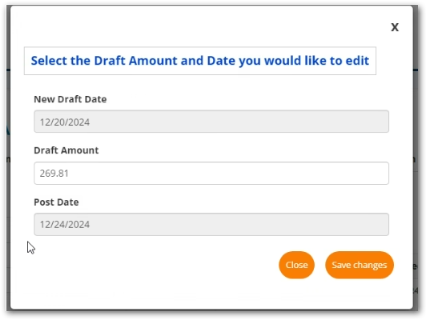 X
Select the Draft Amount and Date you would like to edit
New Draft Date
12/20/2024
Draft Amount
269.81
Post Date
12/24/2024
Close
Save changes